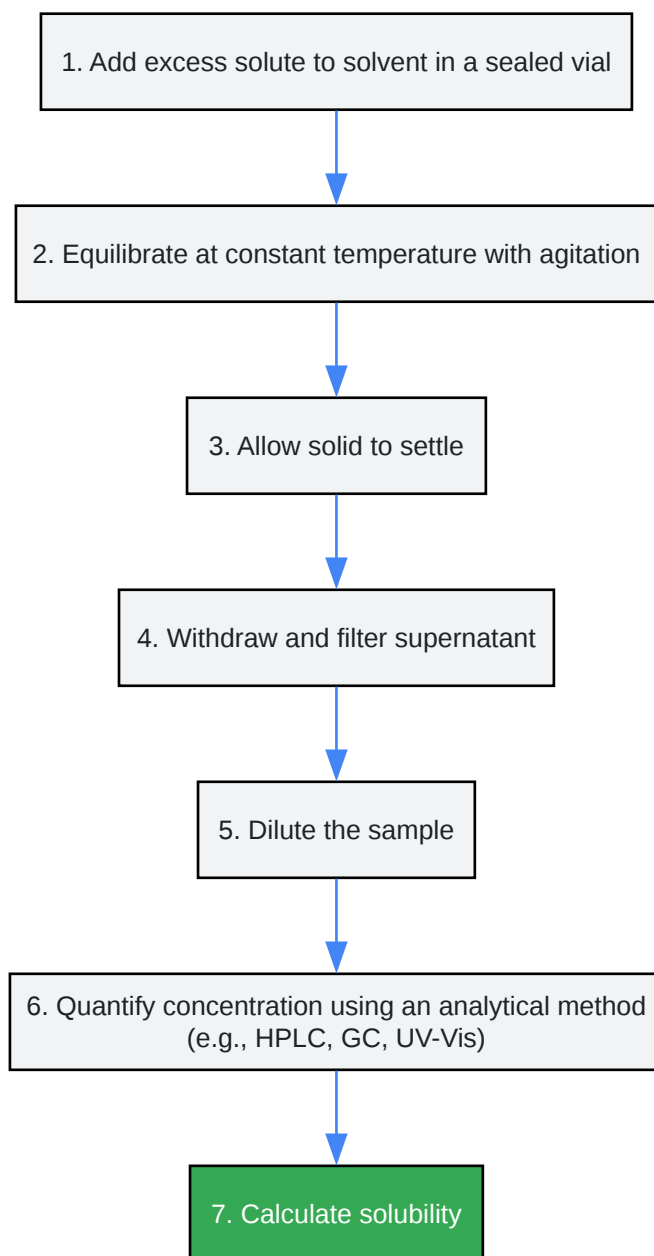 1. Add excess solute to solvent in a sealed vial
2. Equilibrate at constant temperature with agitation
3. Allow solid to settle
4. Withdraw and filter supernatant
5. Dilute the sample
6. Quantify concentration using an analytical method
(e.g., HPLC, GC, UV-Vis)
7. Calculate solubility